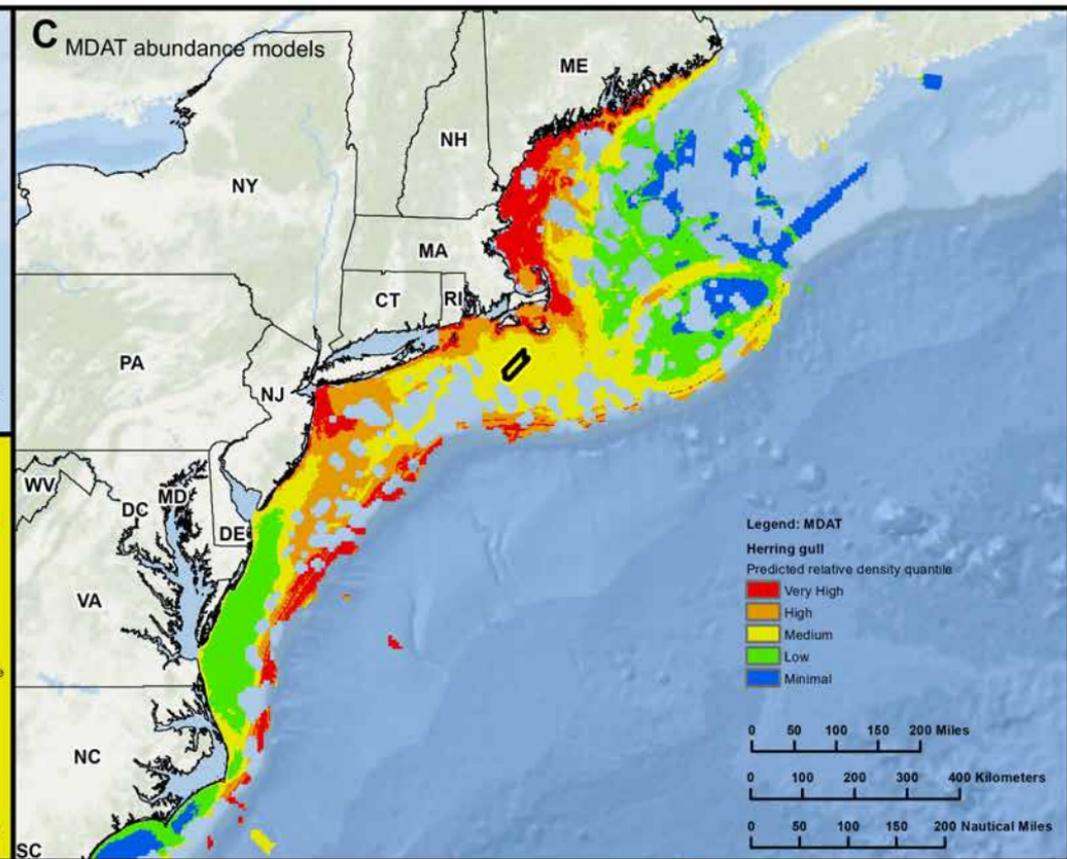 C MDAT abundance models
ME
NH
NY
MA
CT
RI
PA
NJ
WV
MD
DC
DE
VA
NC
SC
Legend: MDAT
Herring gull
Predicted relative density quantile
Very High
High
Medium
Low
Minimal
0 50 100 150 200 Miles
0 100 200 300 400 Kilometers
0 50 100 150 200 Nautical Miles